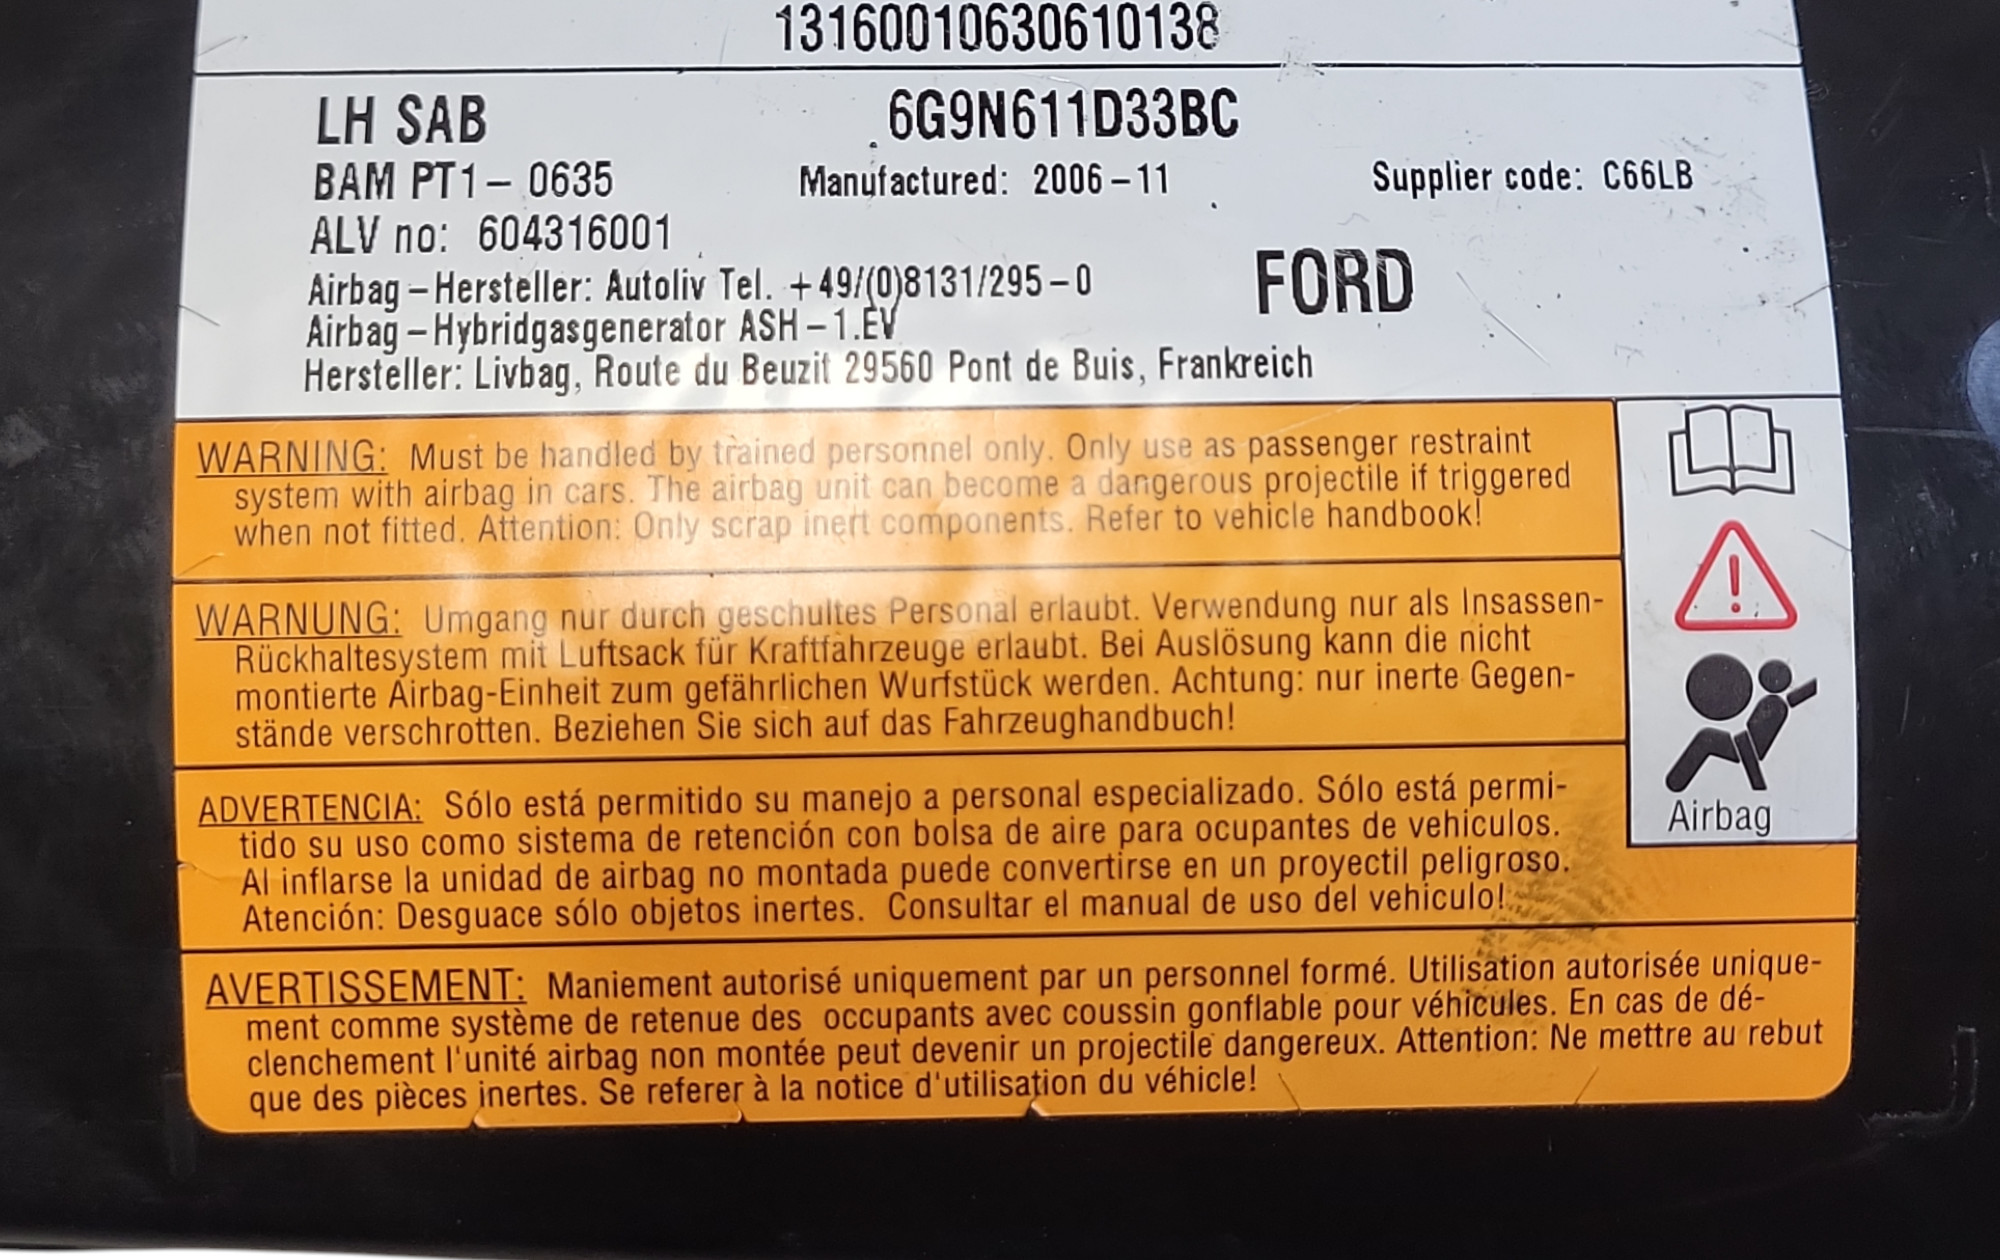 13160010630610138
LH SAB 6G9N611D33BC
BAM PT1– 0635 Manufactured: 2006–11 Supplier code: C66LB
ALV no: 604316001
FORD
Airbag–Hersteller: Autoliv Tel. +49/(0)8131/295–0
Airbag–Hybridgasgenerator ASH–1.EV
Hersteller: Livbag, Route du Beuzit 29560 Pont de Buis, Frankreich
WARNING: Must be handled by trained personnel only. Only use as passenger restraint
system with airbag in cars. The airbag unit can become a dangerous projectile if triggered
when not fitted. Attention: Only scrap inert components. Refer to vehicle handbook!
WARNUNG: Umgang nur durch geschultes Personal erlaubt. Verwendung nur als Insassen-
Rückhaltesystem mit Luftsack für Kraftfahrzeuge erlaubt. Bei Auslösung kann die nicht
montierte Airbag-Einheit zum gefährlichen Wurfstück werden. Achtung: nur inerte Gegen-
stände verschrotten. Beziehen Sie sich auf das Fahrzeughandbuch!
Airbag
ADVERTENCIA: Sólo está permitido su manejo a personal especializado. Sólo está permi-
tido su uso como sistema de retención con bolsa de aire para ocupantes de vehiculos.
Al inflarse la unidad de airbag no montada puede convertirse en un proyectil peligroso.
Atención: Desguace sólo objetos inertes. Consultar el manual de uso del vehiculo!
AVERTISSEMENT: Maniement autorisé uniquement par un personnel formé. Utilisation autorisée unique-
ment comme système de retenue des occupants avec coussin gonflable pour véhicules. En cas de dé-
clenchement l'unité airbag non montée peut devenir un projectile dangereux. Attention: Ne mettre au rebut
que des pièces inertes. Se referer à la notice d'utilisation du véhicle!